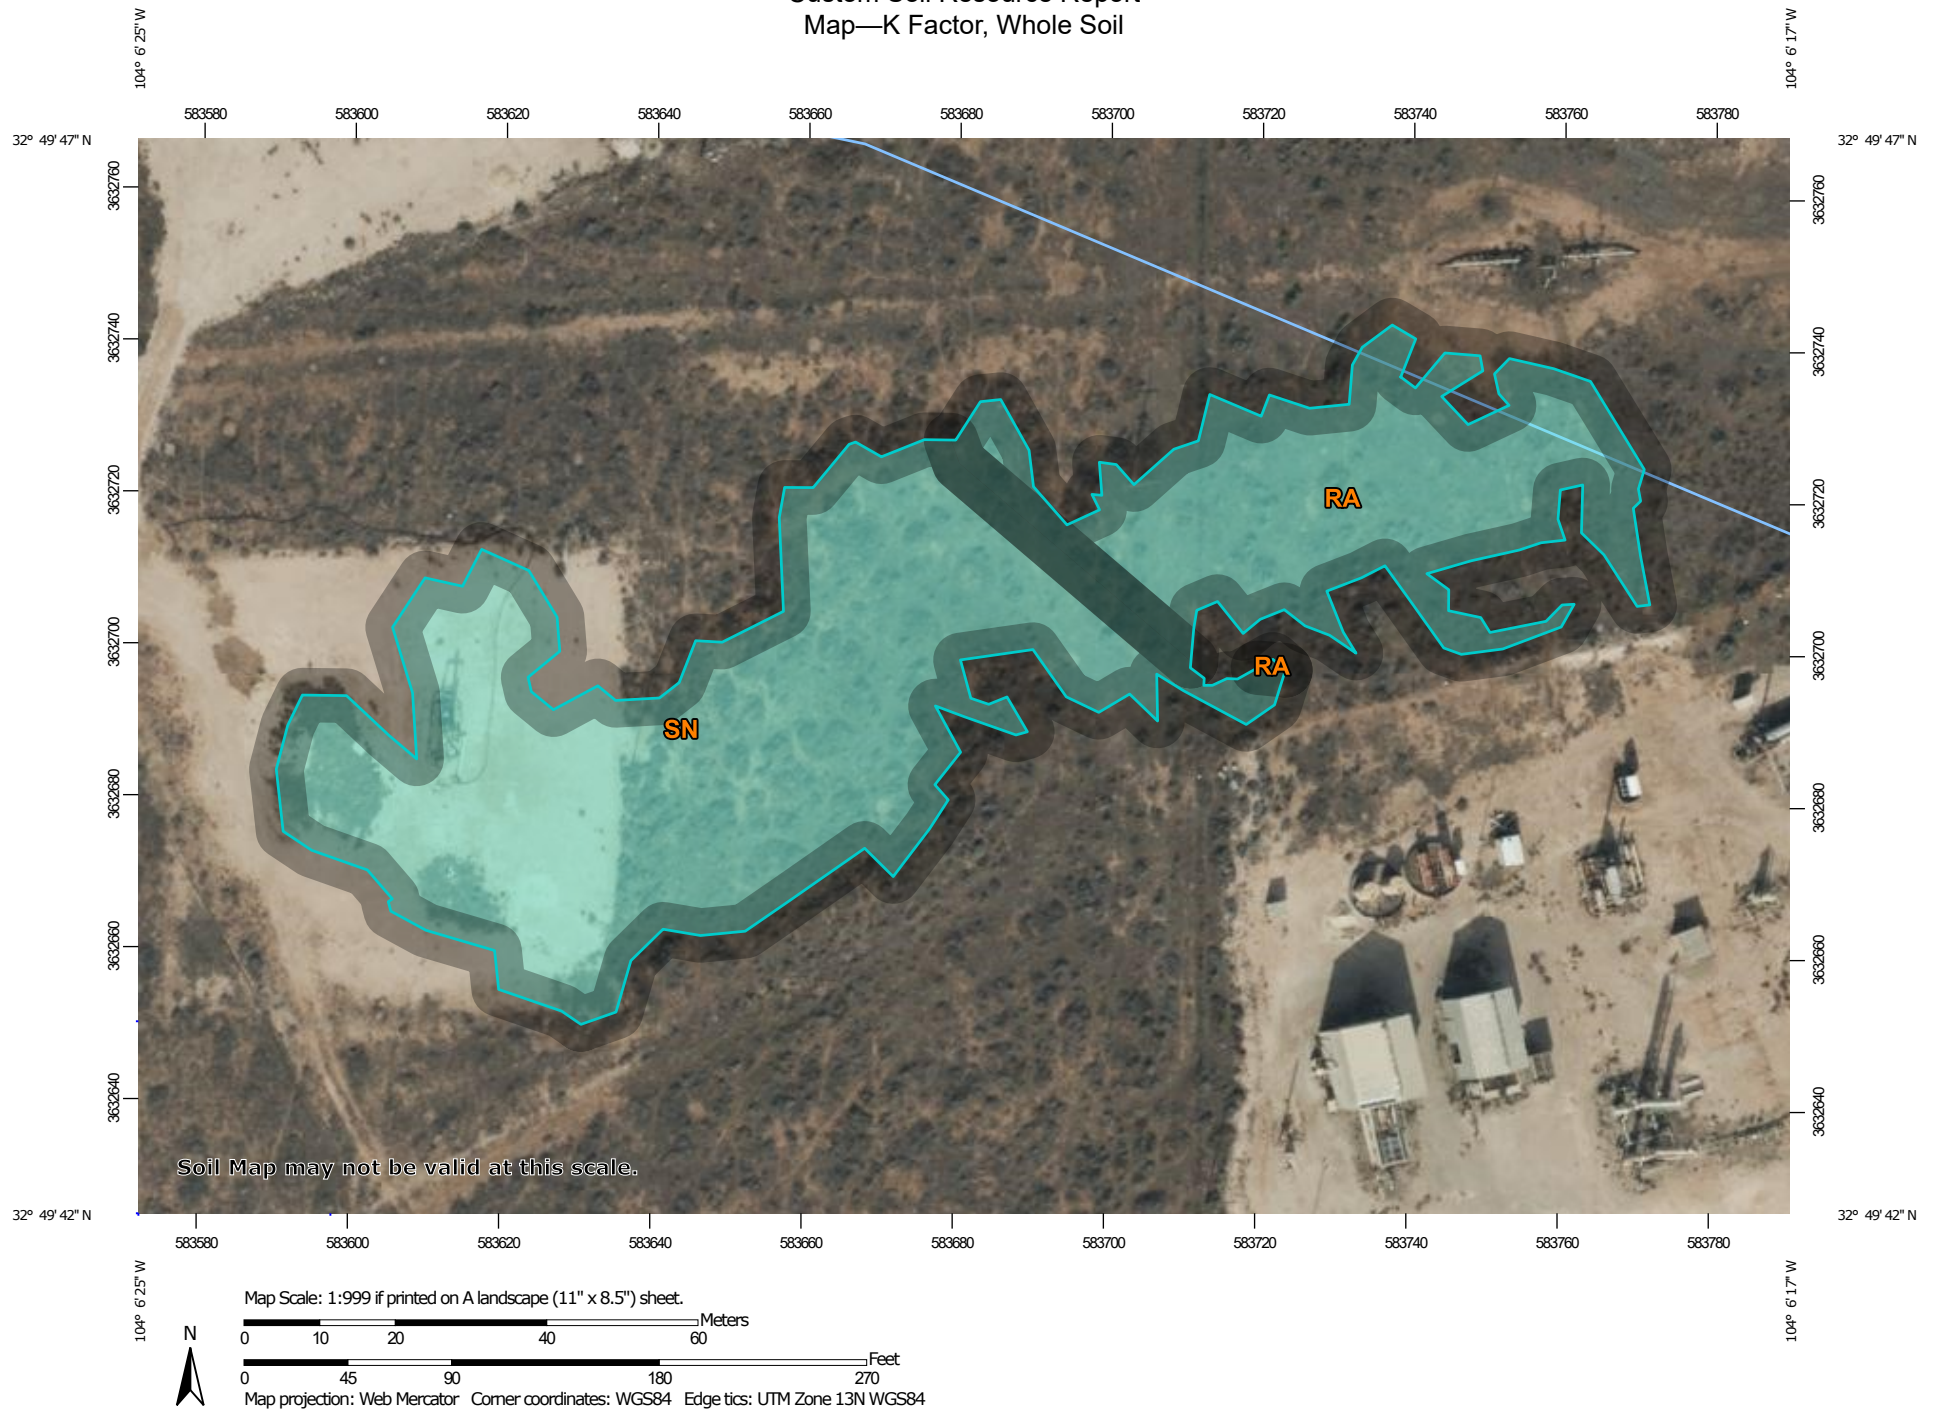 Custom Soil Resource Report
Map—K Factor, Whole Soil
104° 6' 25'' W
104° 6' 17'' W
583580 583600 583620 583640 583660 583680 583700 583720 583740 583760 583780
32° 49' 47'' N
32° 49' 47'' N
3632760
3632760
3632740
3632740
3632720
3632720
RA
3632700
3632700
RA
SN
3632680
3632680
3632660
3632660
3632640
3632640
Soil Map may not be valid at this scale.
32° 49' 42'' N
32° 49' 42'' N
583580 583600 583620 583640 583660 583680 583700 583720 583740 583760 583780
104° 6' 25'' W
104° 6' 17'' W
Map Scale: 1:999 if printed on A landscape (11" x 8.5") sheet.
Meters
0 10 20 40 60
N
Feet
0 45 90 180 270
Map projection: Web Mercator Corner coordinates: WGS84 Edge tics: UTM Zone 13N WGS84